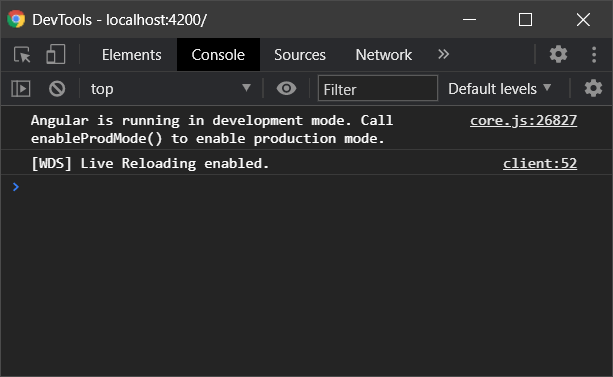 DevTools - localhost:4200/
Elements Console Sources Network »
top Filter Default levels
Angular is running in development mode. Call core.js:26827
enableProdMode() to enable production mode.
[WDS] Live Reloading enabled. client:52